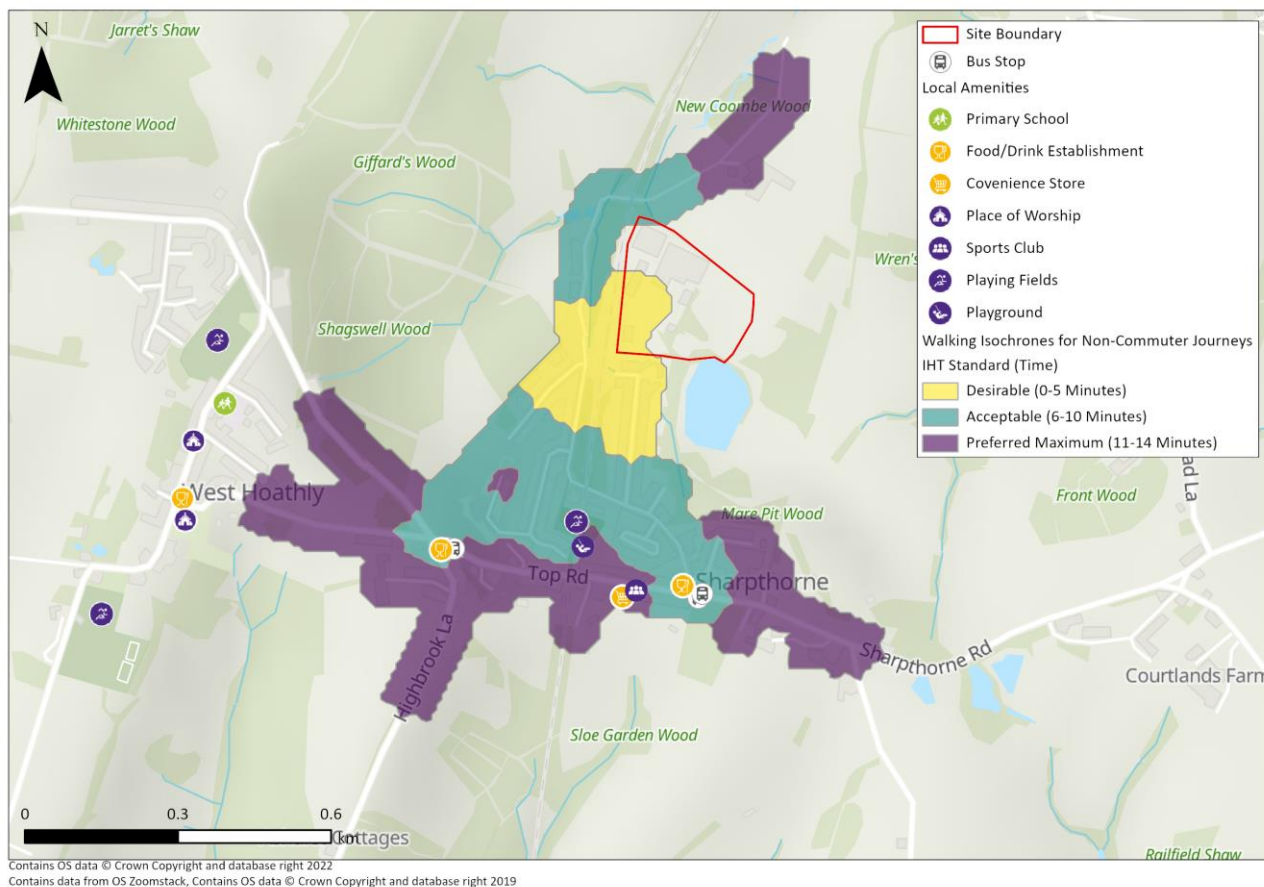 Jarret's Shaw
N
Whitestone Wood
Giffard's Wood
New Coombe Wood
Wren's
Shagswell Wood
West Hoathly
Mare Pit Wood
Front Wood
ad La
Top Rd
Sharpthorne
Highbrook La
Sharpthorne Rd
Courtlands Farm
Sloe Garden Wood
Cottages
Railfield Shaw
0 0.3 0.6
km
Site Boundary
Bus Stop
Local Amenities
Primary School
Food/Drink Establishment
Covenience Store
Place of Worship
Sports Club
Playing Fields
Playground
Walking Isochrones for Non-Commuter Journeys
IHT Standard (Time)
Desirable (0-5 Minutes)
Acceptable (6-10 Minutes)
Preferred Maximum (11-14 Minutes)
Contains OS data © Crown Copyright and database right 2022
Contains data from OS Zoomstack, Contains OS data © Crown Copyright and database right 2019